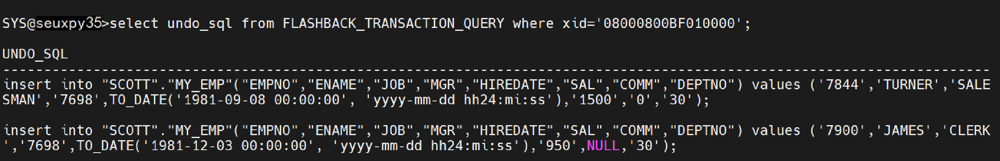 SYS@seuxpy35>select undo_sql from FLASHBACK_TRANSACTION_QUERY where xid='08000800BF010000';
UNDO_SQL
------------------------------------------------------------------------------------------------------------------------
insert into "SCOTT"."MY_EMP"("EMPNO","ENAME","JOB","MGR","HIREDATE","SAL","COMM","DEPTNO") values ('7844','TURNER','SALE
SMAN','7698',TO_DATE('1981-09-08 00:00:00', 'yyyy-mm-dd hh24:mi:ss'),'1500','0','30');
insert into "SCOTT"."MY_EMP"("EMPNO","ENAME","JOB","MGR","HIREDATE","SAL","COMM","DEPTNO") values ('7900','JAMES','CLERK
','7698',TO_DATE('1981-12-03 00:00:00', 'yyyy-mm-dd hh24:mi:ss'),'950',NULL,'30');